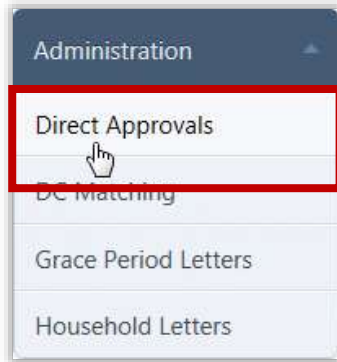 Administration
Direct Approvals
DC Matching
Grace Period Letters
Household Letters